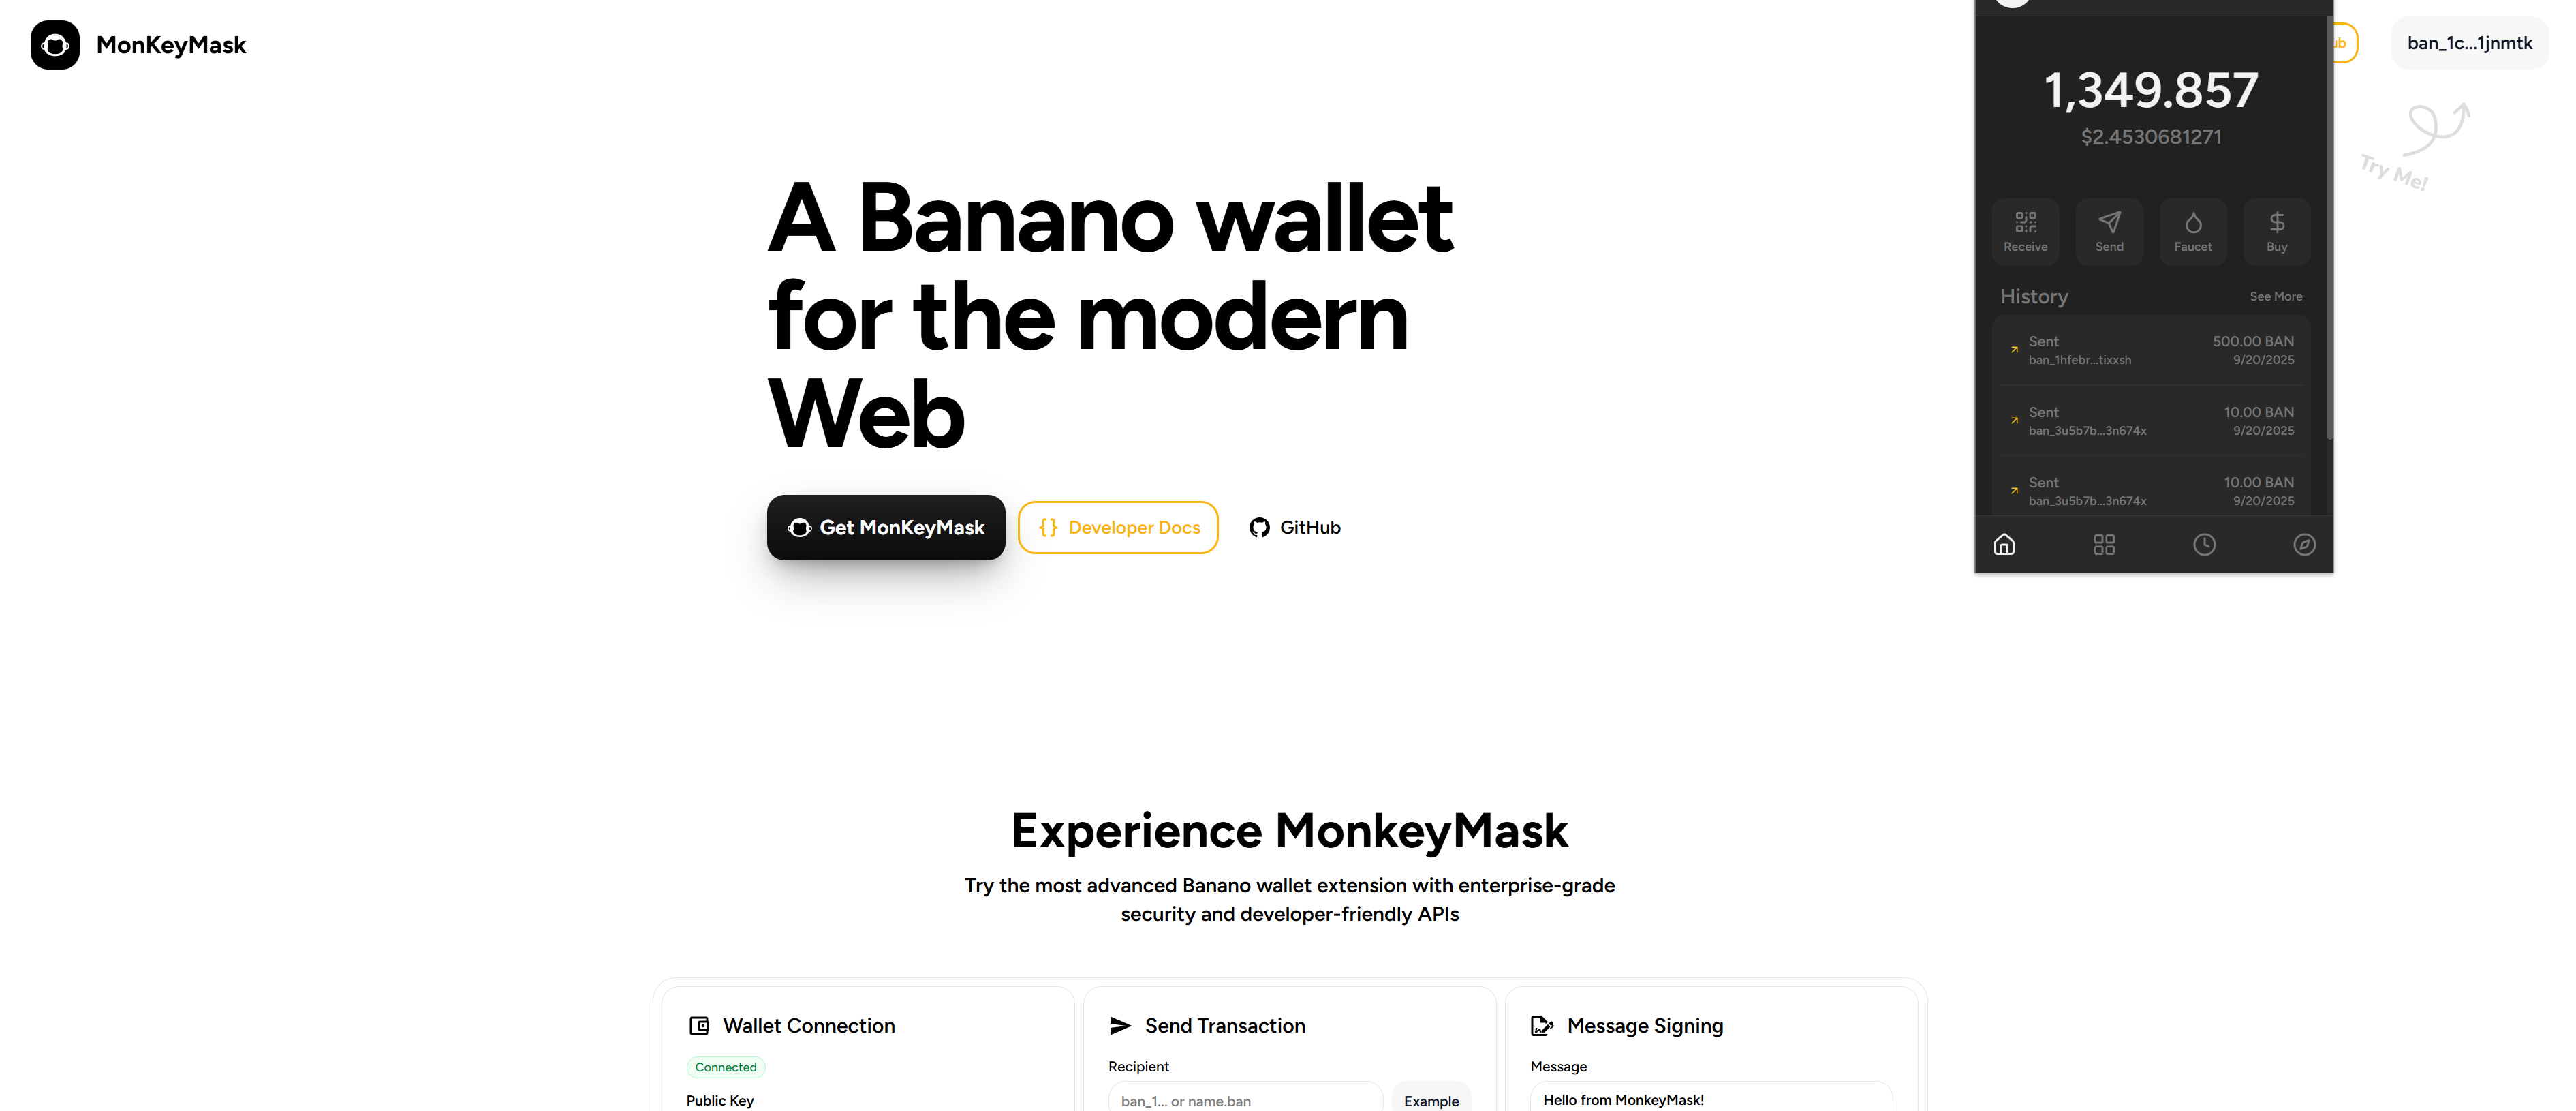 MonKeyMask
ban_1c...1jnmtk
Try Me!
1,349.857
$2.4530681271
Receive
Send
Faucet
Buy
History
See More
Sent
500.00 BAN
ban_1hfebr...tixxsh
9/20/2025
Sent
10.00 BAN
ban_3u5b7b...3n674x
9/20/2025
Sent
10.00 BAN
ban_3u5b7b...3n674x
9/20/2025
A Banano wallet
for the modern
Web
Get MonKeyMask
{} Developer Docs
GitHub
Experience MonkeyMask
Try the most advanced Banano wallet extension with enterprise-grade
security and developer-friendly APIs
Wallet Connection
Connected
Public Key
Send Transaction
Recipient
ban_1... or name.ban
Example
Message Signing
Message
Hello from MonkeyMask!